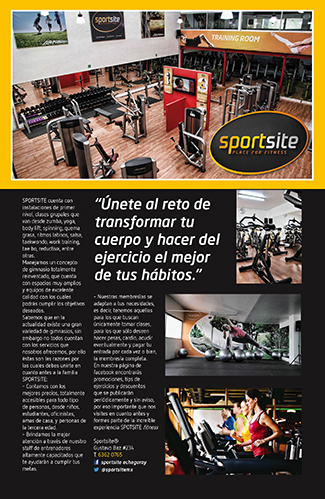 sportsite
TRAINING ROOM
sportsite
PLACE FOR FITNESS
SPORTSITE cuenta con
instalaciones de primer
nivel, clases grupales que
van desde zumba, yoga,
body lift, spinning, quema
grasa, ritmos latinos, salsa,
taekwondo, work training,
tae bo, reductiva, entre
otras.
Manejamos un concepto
de gimnasio totalmente
reinventado, que cuenta
con espacios muy amplios
y equipos de excelente
calidad con los cuales
podrás cumplir los objetivos
deseados.
Sabemos que en la
actualidad existe una gran
variedad de gimnasios, sin
embargo no todos cuentan
con los servicios que
nosotros ofrecemos, por ello
éstas son las razones por
las cuales debes unirte en
cuanto antes a la familia
SPORTSITE:
- Contamos con los
mejores precios, totalmente
accesibles para todo tipo
de personas, desde niños,
estudiantes, oficinistas,
amas de casa, y personas de
la tercera edad.
- Brindamos la mejor
atención a través de nuestro
staff de entrenadores
altamente capacitados que
te ayudarán a cumplir tus
metas.
“Únete al reto de
transformar tu
cuerpo y hacer del
ejercicio el mejor
de tus hábitos.”
- Nuestras membresías se
adaptan a tus necesidades,
es decir, tenemos aquellas
para los que buscan
únicamente tomar clases,
para los que sólo deseen
hacer pesas, cardio, acudir
eventualmente y pagar tu
entrada por cada vez o bien,
la membresía completa.
En nuestra página de
facebook encontrarás
promociones, tips de
ejercicios y descuentos
que se publicarán
periódicamente y sin aviso,
por eso importante que nos
visites en cuanto antes y
formes parte de la increíble
experiencia SPOTSITE fitness
Sportsite®
Gustavo Baz #234
T. 6362 0765
sportsite echegaray
@sportsitemx